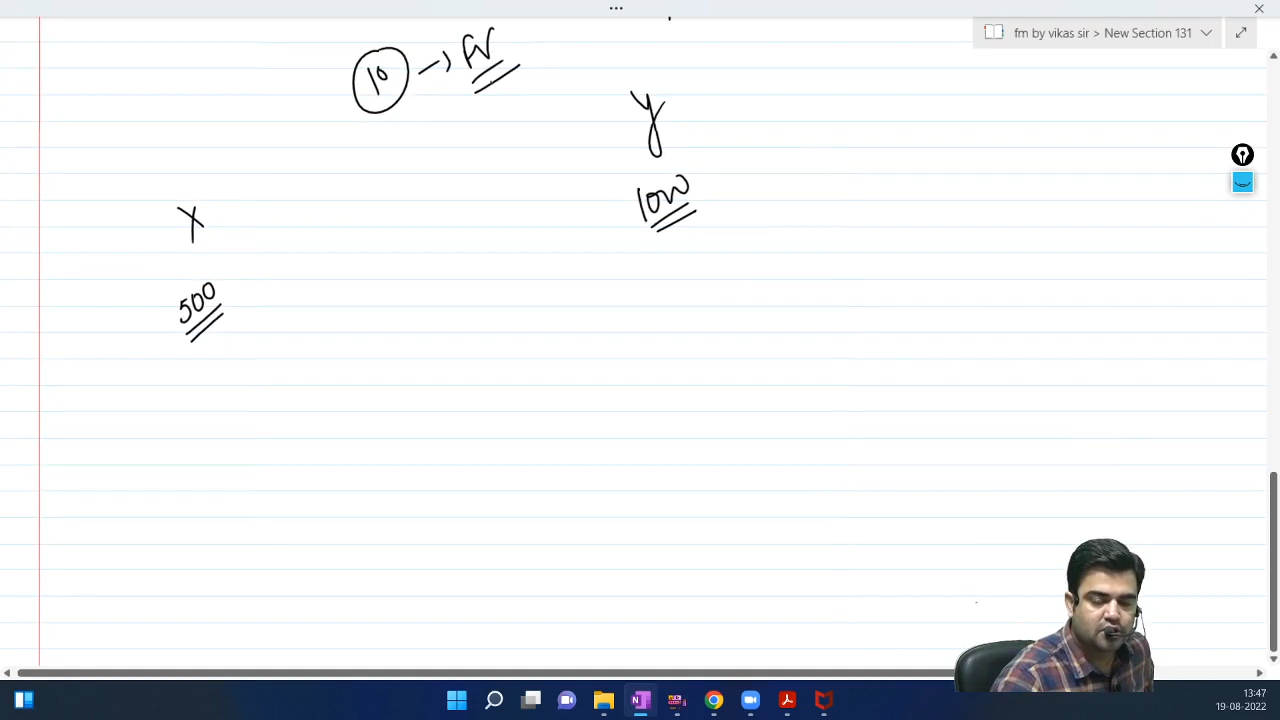 fm by vikas sir > New Section 131
10 → FV
y
1000
X
500
13:47
19-08-2022